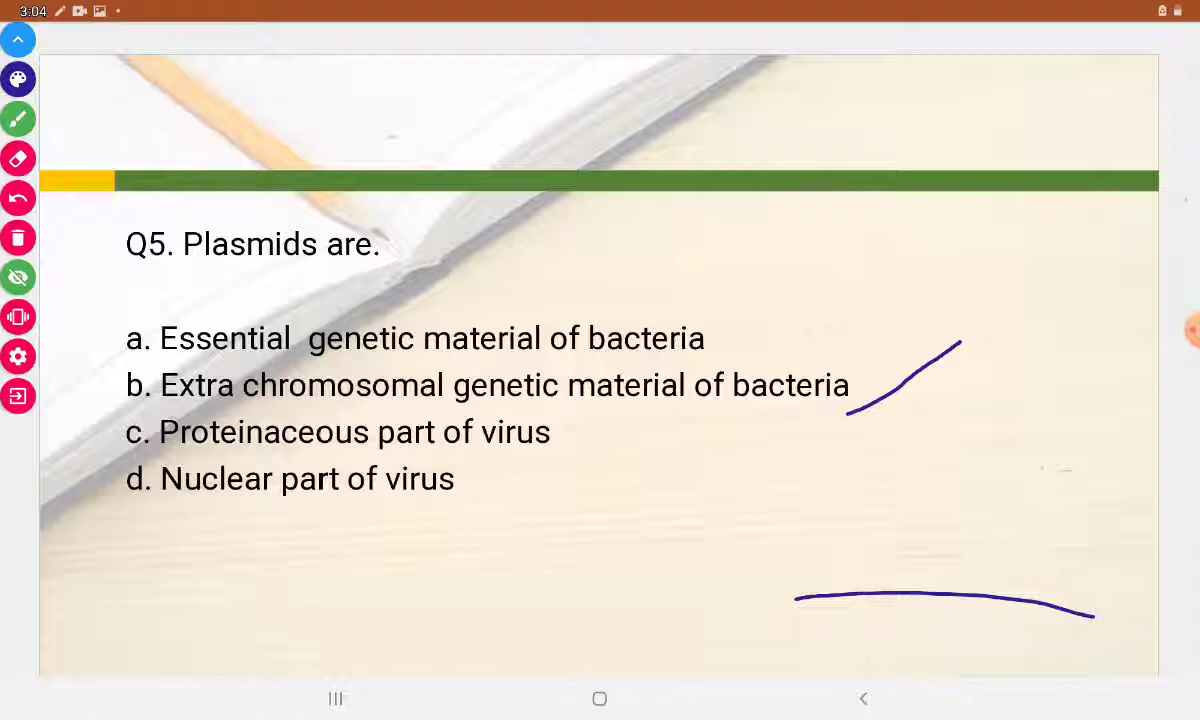 3:04
Q5. Plasmids are.
a. Essential genetic material of bacteria
b. Extra chromosomal genetic material of bacteria
c. Proteinaceous part of virus
d. Nuclear part of virus